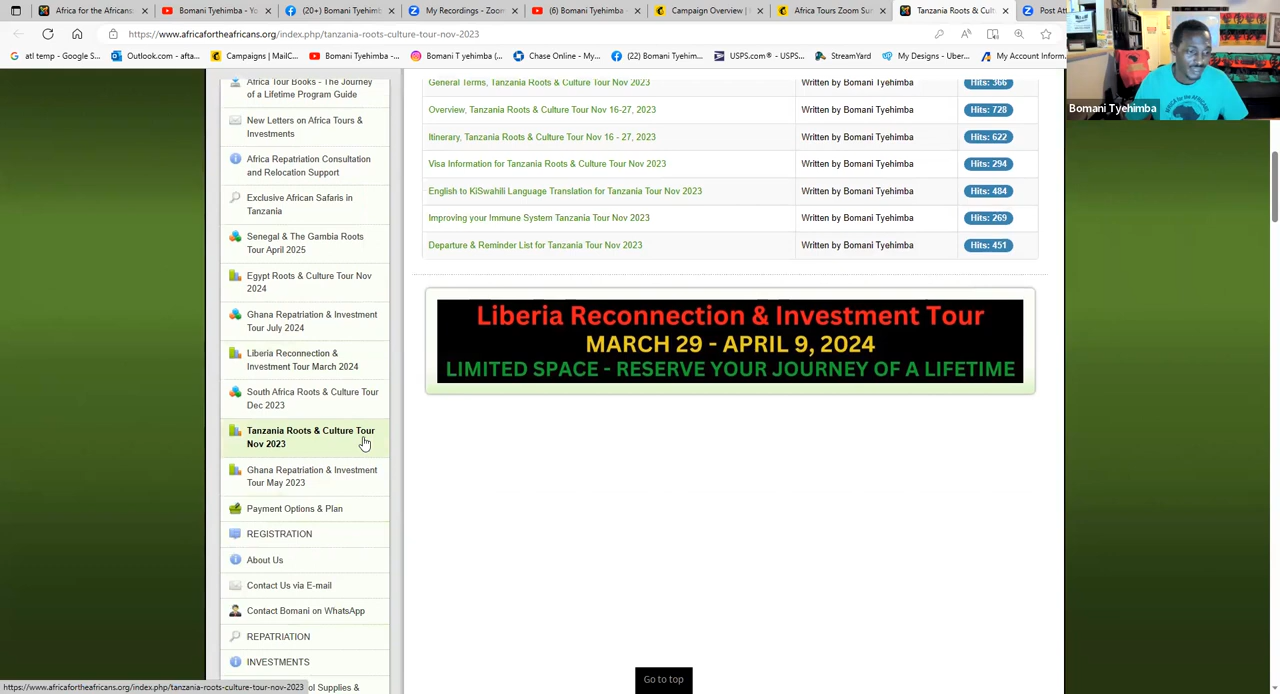 Africa for the Africans:
Bomani Tyehimba - Yo
(20+) Bomani Tyehimb
My Recordings - Zoom
(6) Bomani Tyehimba
Campaign Overview |
Africa Tours Zoom Sur
Tanzania Roots & Cult
Post Att
https://www.africafortheafricans.org/index.php/tanzania-roots-culture-tour-nov-2023
atl temp - Google S...
Outlook.com - afta...
Campaigns | MailC...
Bomani Tyehimba -...
Bomani T yehimba (...
Chase Online - My...
(22) Bomani Tyehim...
USPS.com® - USPS...
StreamYard
My Designs - Uber...
My Account Inform...
Bomani Tyehimba
Africa Tour Books - The Journey
of a Lifetime Program Guide
New Letters on Africa Tours &
Investments
Africa Repatriation Consultation
and Relocation Support
Exclusive African Safaris in
Tanzania
Senegal & The Gambia Roots
Tour April 2025
Egypt Roots & Culture Tour Nov
2024
Ghana Repatriation & Investment
Tour July 2024
Liberia Reconnection &
Investment Tour March 2024
South Africa Roots & Culture Tour
Dec 2023
Tanzania Roots & Culture Tour
Nov 2023
Ghana Repatriation & Investment
Tour May 2023
Payment Options & Plan
REGISTRATION
About Us
Contact Us via E-mail
Contact Bomani on WhatsApp
REPATRIATION
INVESTMENTS
ol Supplies &
General Terms, Tanzania Roots & Culture Tour Nov 2023 Written by Bomani Tyehimba Hits: 366
Overview, Tanzania Roots & Culture Tour Nov 16-27, 2023 Written by Bomani Tyehimba Hits: 728
Itinerary, Tanzania Roots & Culture Tour Nov 16 - 27, 2023 Written by Bomani Tyehimba Hits: 622
Visa Information for Tanzania Roots & Culture Tour Nov 2023 Written by Bomani Tyehimba Hits: 294
English to KiSwahili Language Translation for Tanzania Tour Nov 2023 Written by Bomani Tyehimba Hits: 484
Improving your Immune System Tanzania Tour Nov 2023 Written by Bomani Tyehimba Hits: 269
Departure & Reminder List for Tanzania Tour Nov 2023 Written by Bomani Tyehimba Hits: 451
Liberia Reconnection & Investment Tour
MARCH 29 - APRIL 9, 2024
LIMITED SPACE - RESERVE YOUR JOURNEY OF A LIFETIME
Go to top
https://www.africafortheafricans.org/index.php/tanzania-roots-culture-tour-nov-2023